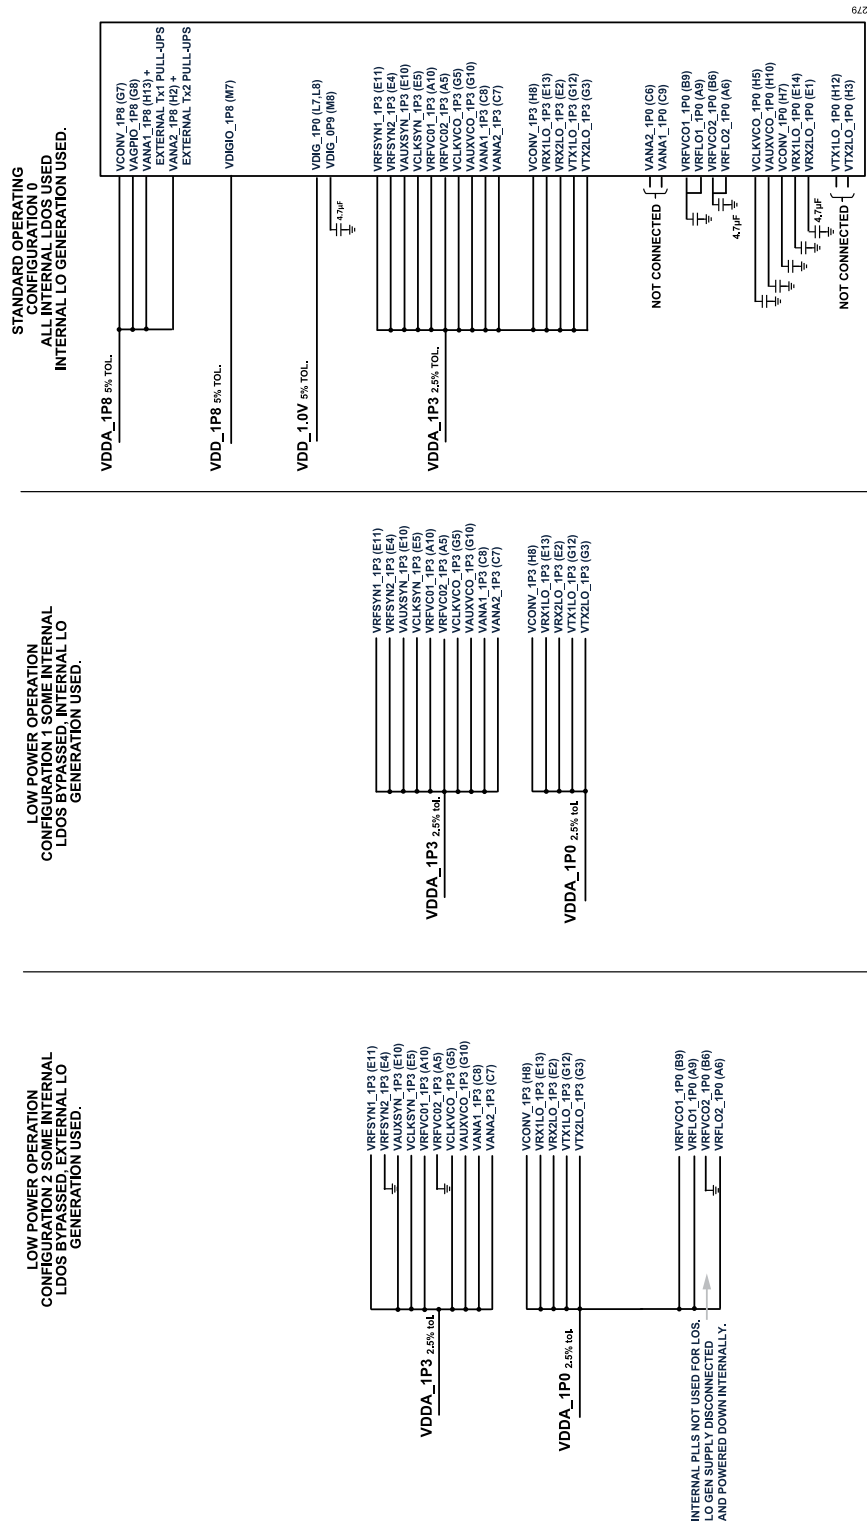 STANDARD OPERATING
CONFIGURATION 0
ALL INTERNAL LDOS USED
INTERNAL LO GENERATION USED.
VDDA_1P8 5% TOL.
VCONV_1P8 (G7)
VAGPIO_1P8 (G8)
VANA1_1P8 (H13) +
EXTERNAL Tx1 PULL-UPS
VANA2_1P8 (H2) +
EXTERNAL Tx2 PULL-UPS
VDD_1P8 5% TOL.
VDIGIO_1P8 (M7)
VDD_1.0V 5% TOL.
VDIG_1P0 (L7,L8)
VDIG_0P9 (M8)
4.7µF
VDDA_1P3 2.5% TOL.
VRFSYN1_1P3 (E11)
VRFSYN2_1P3 (E4)
VAUXSYN_1P3 (E10)
VCLKSYN_1P3 (E5)
VRFVC01_1P3 (A10)
VRFVC02_1P3 (A5)
VCLKVCO_1P3 (G5)
VAUXVCO_1P3 (G10)
VANA1_1P3 (C8)
VANA2_1P3 (C7)
VCONV_1P3 (H8)
VRX1LO_1P3 (E13)
VRX2LO_1P3 (E2)
VTX1LO_1P3 (G12)
VTX2LO_1P3 (G3)
NOT CONNECTED
VANA2_1P0 (C6)
VANA1_1P0 (C9)
VRFVCO1_1P0 (B9)
VRFLO1_1P0 (A9)
VRFVCO2_1P0 (B6)
VRFLO2_1P0 (A6)
4.7µF
VCLKVCO_1P0 (H5)
VAUXVCO_1P0 (H10)
VCONV_1P0 (H7)
VRX1LO_1P0 (E14)
VRX2LO_1P0 (E1)
4.7µF
NOT CONNECTED
VTX1LO_1P0 (H12)
VTX2LO_1P0 (H3)
LOW POWER OPERATION
CONFIGURATION 1 SOME INTERNAL
LDOS BYPASSED, INTERNAL LO
GENERATION USED.
VDDA_1P3 2.5% tol.
VRFSYN1_1P3 (E11)
VRFSYN2_1P3 (E4)
VAUXSYN_1P3 (E10)
VCLKSYN_1P3 (E5)
VRFVC01_1P3 (A10)
VRFVC02_1P3 (A5)
VCLKVCO_1P3 (G5)
VAUXVCO_1P3 (G10)
VANA1_1P3 (C8)
VANA2_1P3 (C7)
VDDA_1P0 2.5% tol.
VCONV_1P3 (H8)
VRX1LO_1P3 (E13)
VRX2LO_1P3 (E2)
VTX1LO_1P3 (G12)
VTX2LO_1P3 (G3)
LOW POWER OPERATION
CONFIGURATION 2 SOME INTERNAL
LDOS BYPASSED, EXTERNAL LO
GENERATION USED.
VDDA_1P3 2.5% tol.
VRFSYN1_1P3 (E11)
VRFSYN2_1P3 (E4)
VAUXSYN_1P3 (E10)
VCLKSYN_1P3 (E5)
VRFVC01_1P3 (A10)
VRFVC02_1P3 (A5)
VCLKVCO_1P3 (G5)
VAUXVCO_1P3 (G10)
VANA1_1P3 (C8)
VANA2_1P3 (C7)
VDDA_1P0 2.5% tol.
VCONV_1P3 (H8)
VRX1LO_1P3 (E13)
VRX2LO_1P3 (E2)
VTX1LO_1P3 (G12)
VTX2LO_1P3 (G3)
VRFVCO1_1P0 (B9)
VRFLO1_1P0 (A9)
VRFVCO2_1P0 (B6)
VRFLO2_1P0 (A6)
INTERNAL PLLS NOT USED FOR LOS.
LO GEN SUPPLY DISCONNECTED
AND POWERED DOWN INTERNALLY.
279